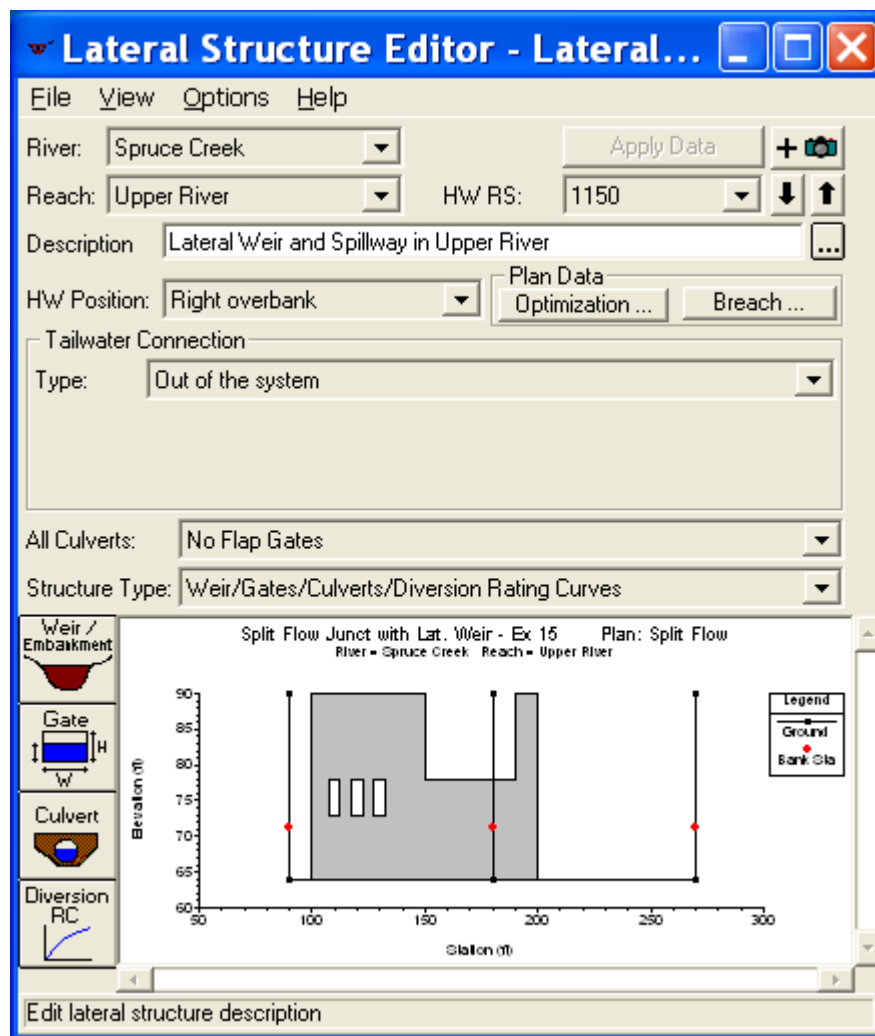 Lateral Structure Editor - Lateral...
File View Options Help
River: Spruce Creek Apply Data +
Reach: Upper River HW RS: 1150
Description Lateral Weir and Spillway in Upper River ...
Plan Data
HW Position: Right overbank Optimization ... Breach ...
Tailwater Connection
Type: Out of the system
All Culverts: No Flap Gates
Structure Type: Weir/Gates/Culverts/Diversion Rating Curves
Weir /
Embankment
Gate
H
W
Culvert
Diversion
RC
Split Flow Junct with Lat. Weir - Ex 15 Plan: Split Flow
River = Spruce Creek Reach = Upper River
90
85
80
75
70
65
60
Elevation (ft)
50 100 150 200 250 300
Station (ft)
Legend
Ground
Bank Sta
Edit lateral structure description